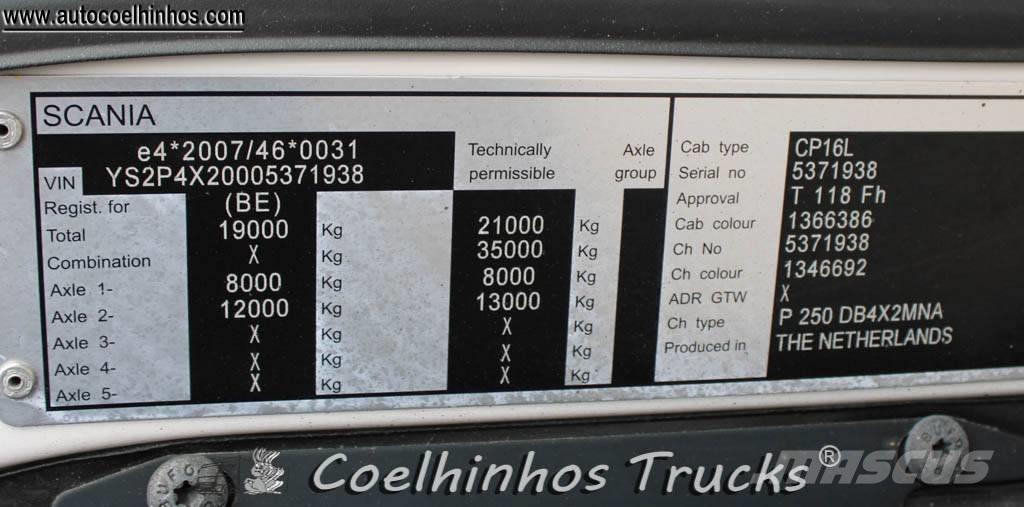 www.autocoelhinhos.com
SCANIA
e4*2007/46*0031
VIN YS2P4X20005371938
Technically permissible Axle group
Regist. for (BE)
Total 19000 Kg 21000 Kg
Combination X Kg 35000 Kg
Axle 1- 8000 Kg 8000 Kg
Axle 2- 12000 Kg 13000 Kg
Axle 3- X Kg X Kg
Axle 4- X Kg X Kg
Axle 5- X Kg X Kg
Cab type CP16L
Serial no 5371938
Approval T 118 Fh
Cab colour 1366386
Ch No 5371938
Ch colour 1346692
ADR GTW X
Ch type P 250 DB4X2MNA
Produced in THE NETHERLANDS
Coelhinhos Trucks®
MASCUS